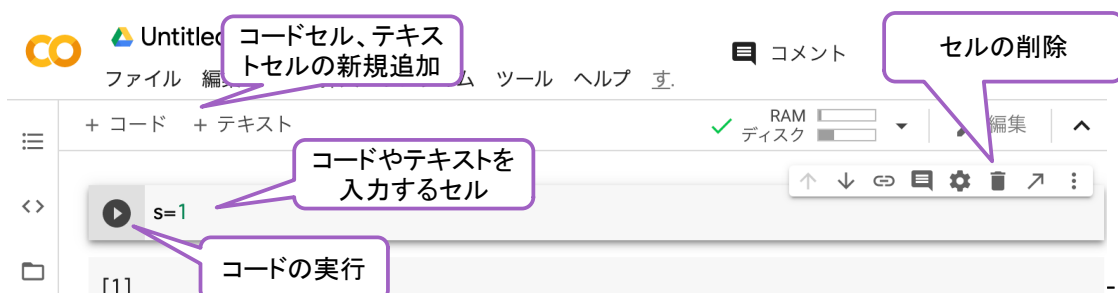 Untitled
コードセル、テキス
トセルの新規追加
コメント
セルの削除
ファイル
ツール ヘルプ す.
+ コード + テキスト
RAM
ディスク
編集
コードやテキストを
入力するセル
s=1
コードの実行
[1]